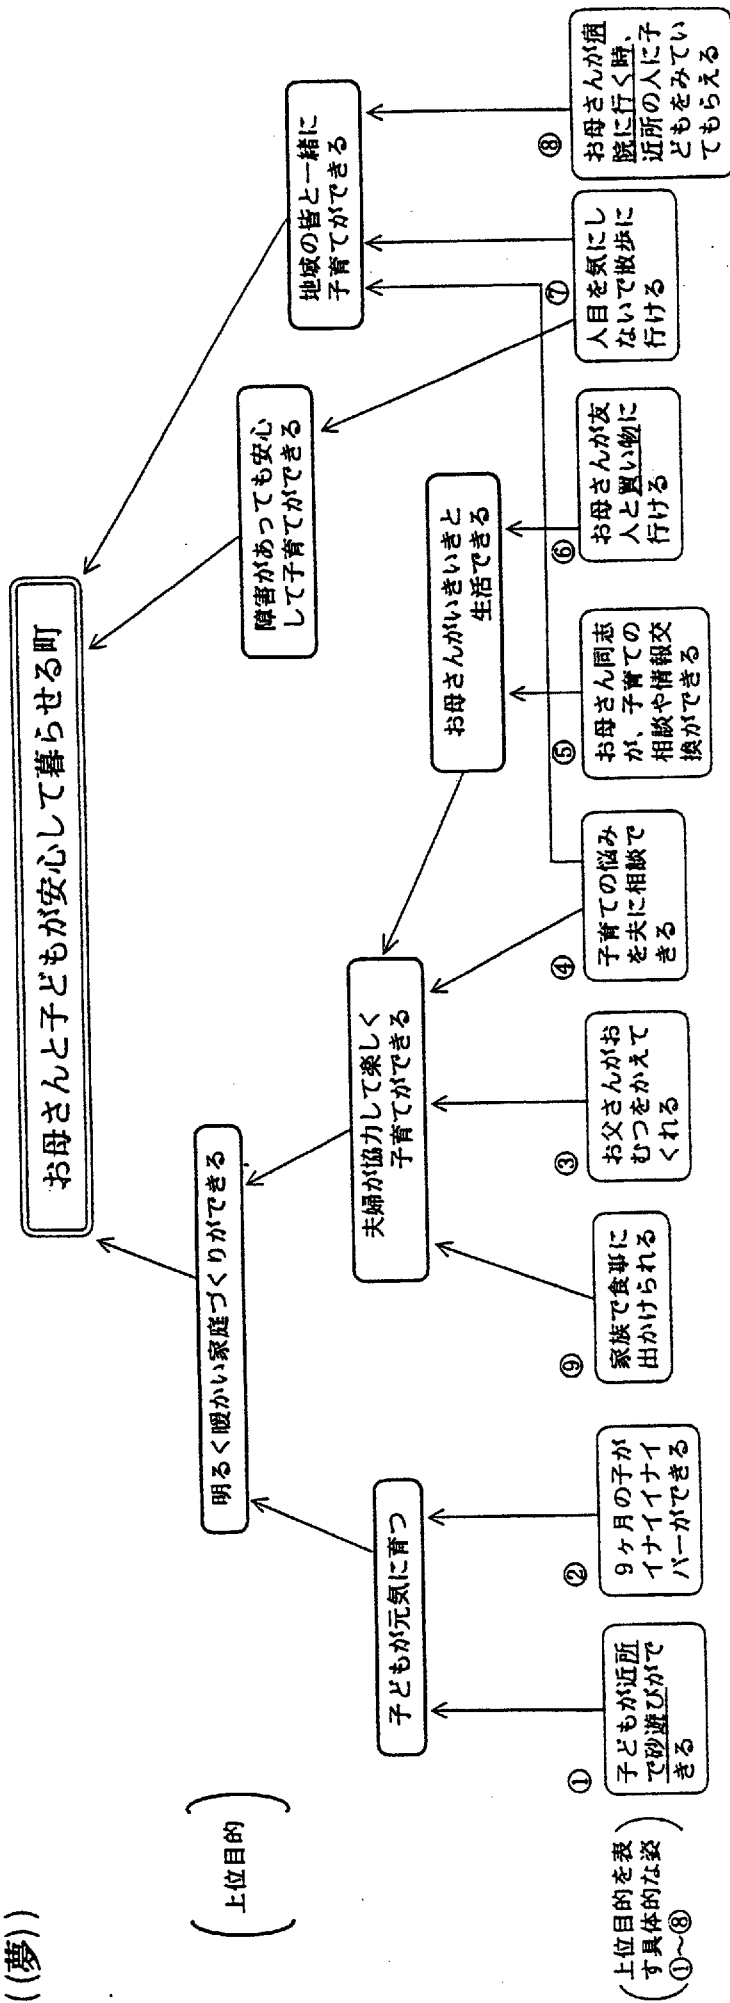 ((夢))
お母さんと子どもが安心して暮らせる町
(上位目的)
明るく暖かい家庭づくりができる
障害があっても安心
して子育てができる
地域の皆と一緒に
子育てができる
子どもが元気に育つ
夫婦が協力して楽しく
子育てができる
お母さんがいきいきと
生活できる
(上位目的を表
す具体的な姿
①～⑧)
①
子どもが近所
で砂遊びがで
きる
②
9ヶ月の子が
イナイイナイ
バーができる
⑨
家族で食事に
出かけられる
③
お父さんがお
むつをかえて
くれる
④
子育ての悩み
を夫に相談で
きる
⑤
お母さん同志
が、子育ての
相談や情報交
換ができる
⑥
お母さんが友
人と買い物に
行ける
⑦
人目を気にし
ないで散歩に
行ける
⑧
お母さんが病
院に行く時、
近所の人に子
どもをみてい
てもらえる